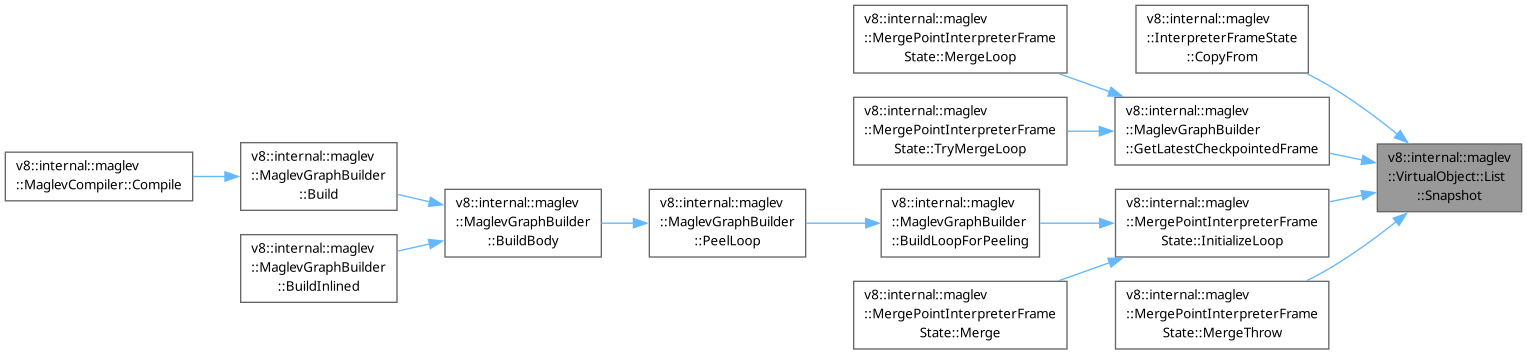 v8::internal::maglev
::MaglevCompiler::Compile
v8::internal::maglev
::MaglevGraphBuilder
::Build
v8::internal::maglev
::MaglevGraphBuilder
::BuildInlined
v8::internal::maglev
::MaglevGraphBuilder
::BuildBody
v8::internal::maglev
::MaglevGraphBuilder
::PeelLoop
v8::internal::maglev
::MergePointInterpreterFrame
State::MergeLoop
v8::internal::maglev
::MergePointInterpreterFrame
State::TryMergeLoop
v8::internal::maglev
::MaglevGraphBuilder
::BuildLoopForPeeling
v8::internal::maglev
::MergePointInterpreterFrame
State::Merge
v8::internal::maglev
::InterpreterFrameState
::CopyFrom
v8::internal::maglev
::MaglevGraphBuilder
::GetLatestCheckpointedFrame
v8::internal::maglev
::MergePointInterpreterFrame
State::InitializeLoop
v8::internal::maglev
::MergePointInterpreterFrame
State::MergeThrow
v8::internal::maglev
::VirtualObject::List
::Snapshot